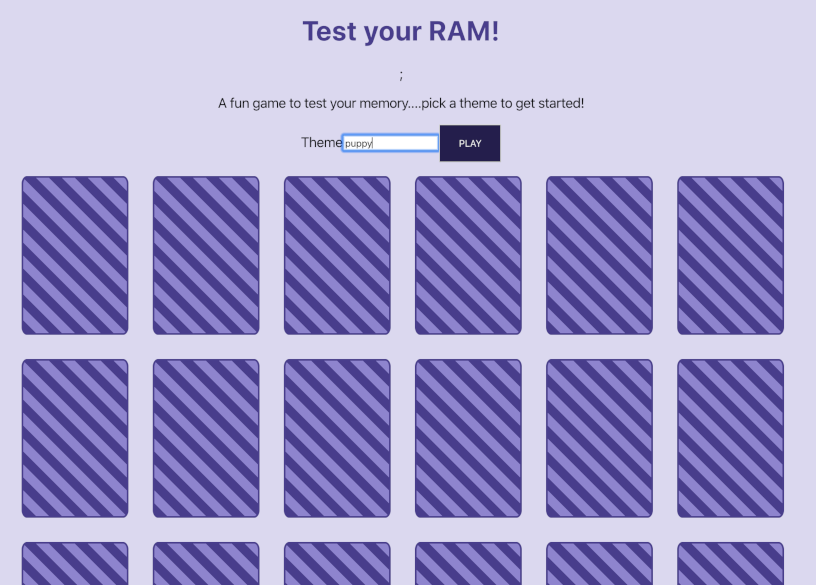 Test your RAM!
;
A fun game to test your memory....pick a theme to get started!
Theme puppy PLAY